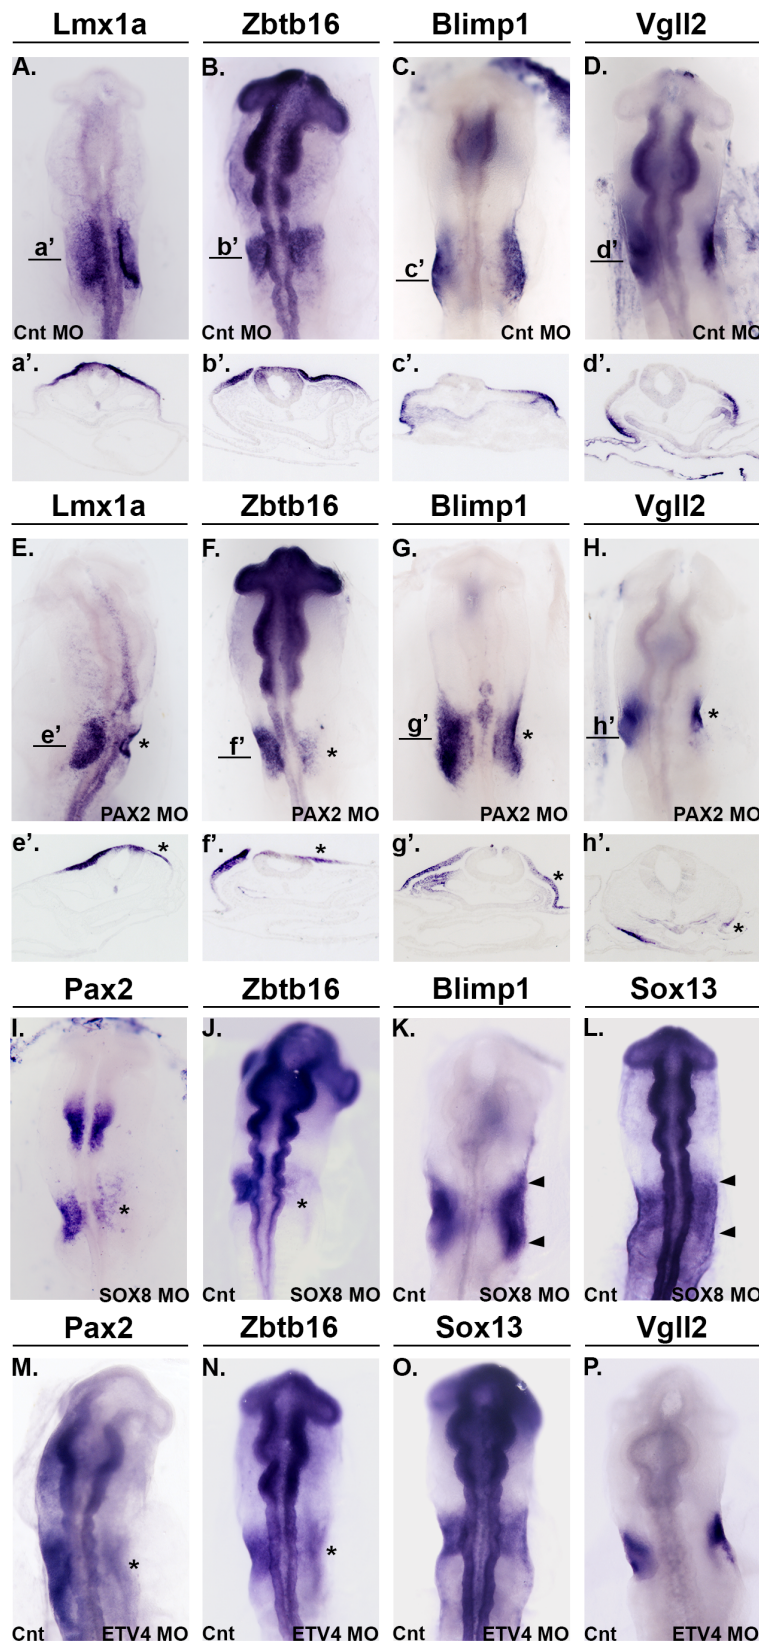 Lmx1a Zbtb16 Blimp1 Vgll2
A. B. C. D.
a' b' c' d'
Cnt MO Cnt MO Cnt MO Cnt MO
a'. b'. c'. d'.
Lmx1a Zbtb16 Blimp1 Vgll2
E. F. G. H.
e' * f' * g' * h' *
PAX2 MO PAX2 MO PAX2 MO PAX2 MO
e'. * f'. * g'. * h'. *
Pax2 Zbtb16 Blimp1 Sox13
I. J. K. L.
* *
SOX8 MO Cnt SOX8 MO Cnt SOX8 MO Cnt SOX8 MO
Pax2 Zbtb16 Sox13 Vgll2
M. N. O. P.
* *
Cnt ETV4 MO Cnt ETV4 MO Cnt ETV4 MO Cnt ETV4 MO